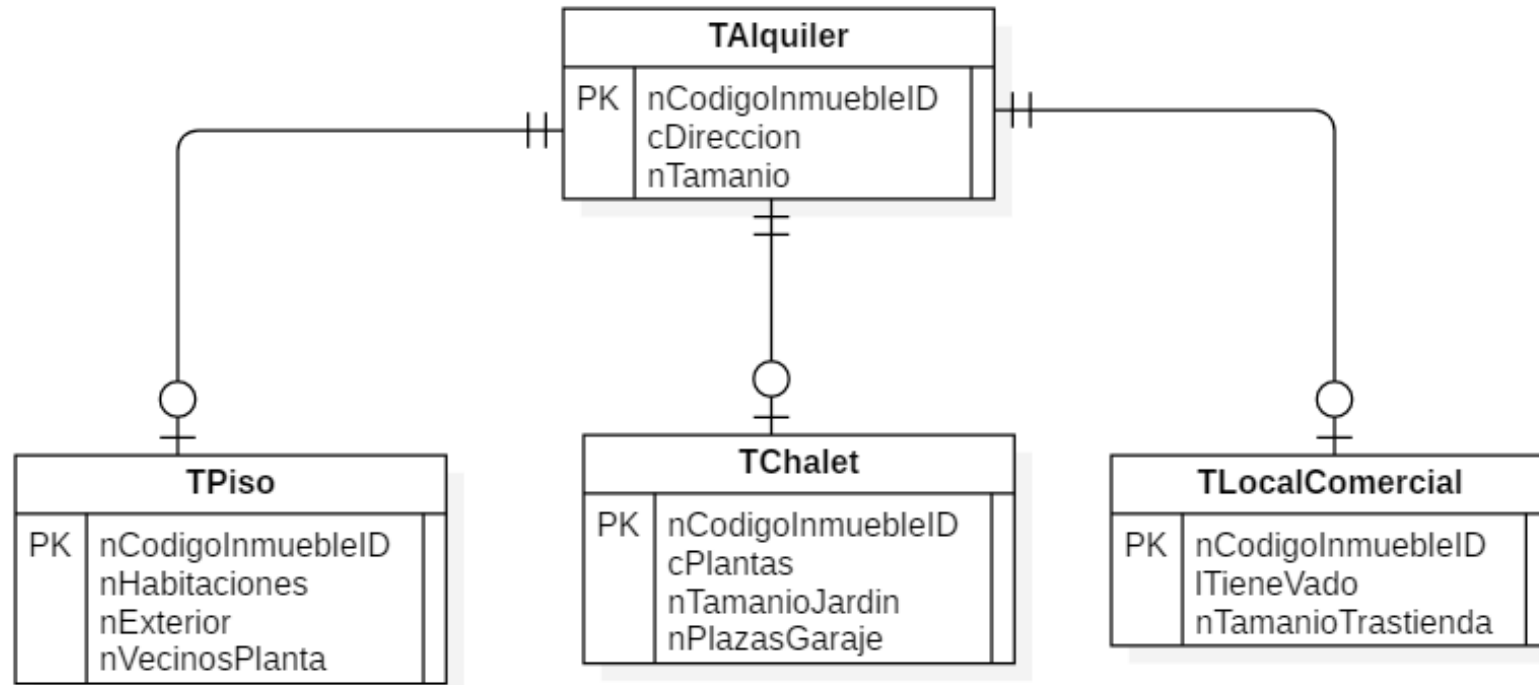 TAlquiler
PK nCodigoInmuebleID
cDireccion
nTamanio
TPiso
PK nCodigoInmuebleID
nHabitaciones
nExterior
nVecinosPlanta
TChalet
PK nCodigoInmuebleID
cPlantas
nTamanioJardin
nPlazasGaraje
TLocalComercial
PK nCodigoInmuebleID
lTieneVado
nTamanioTrastienda